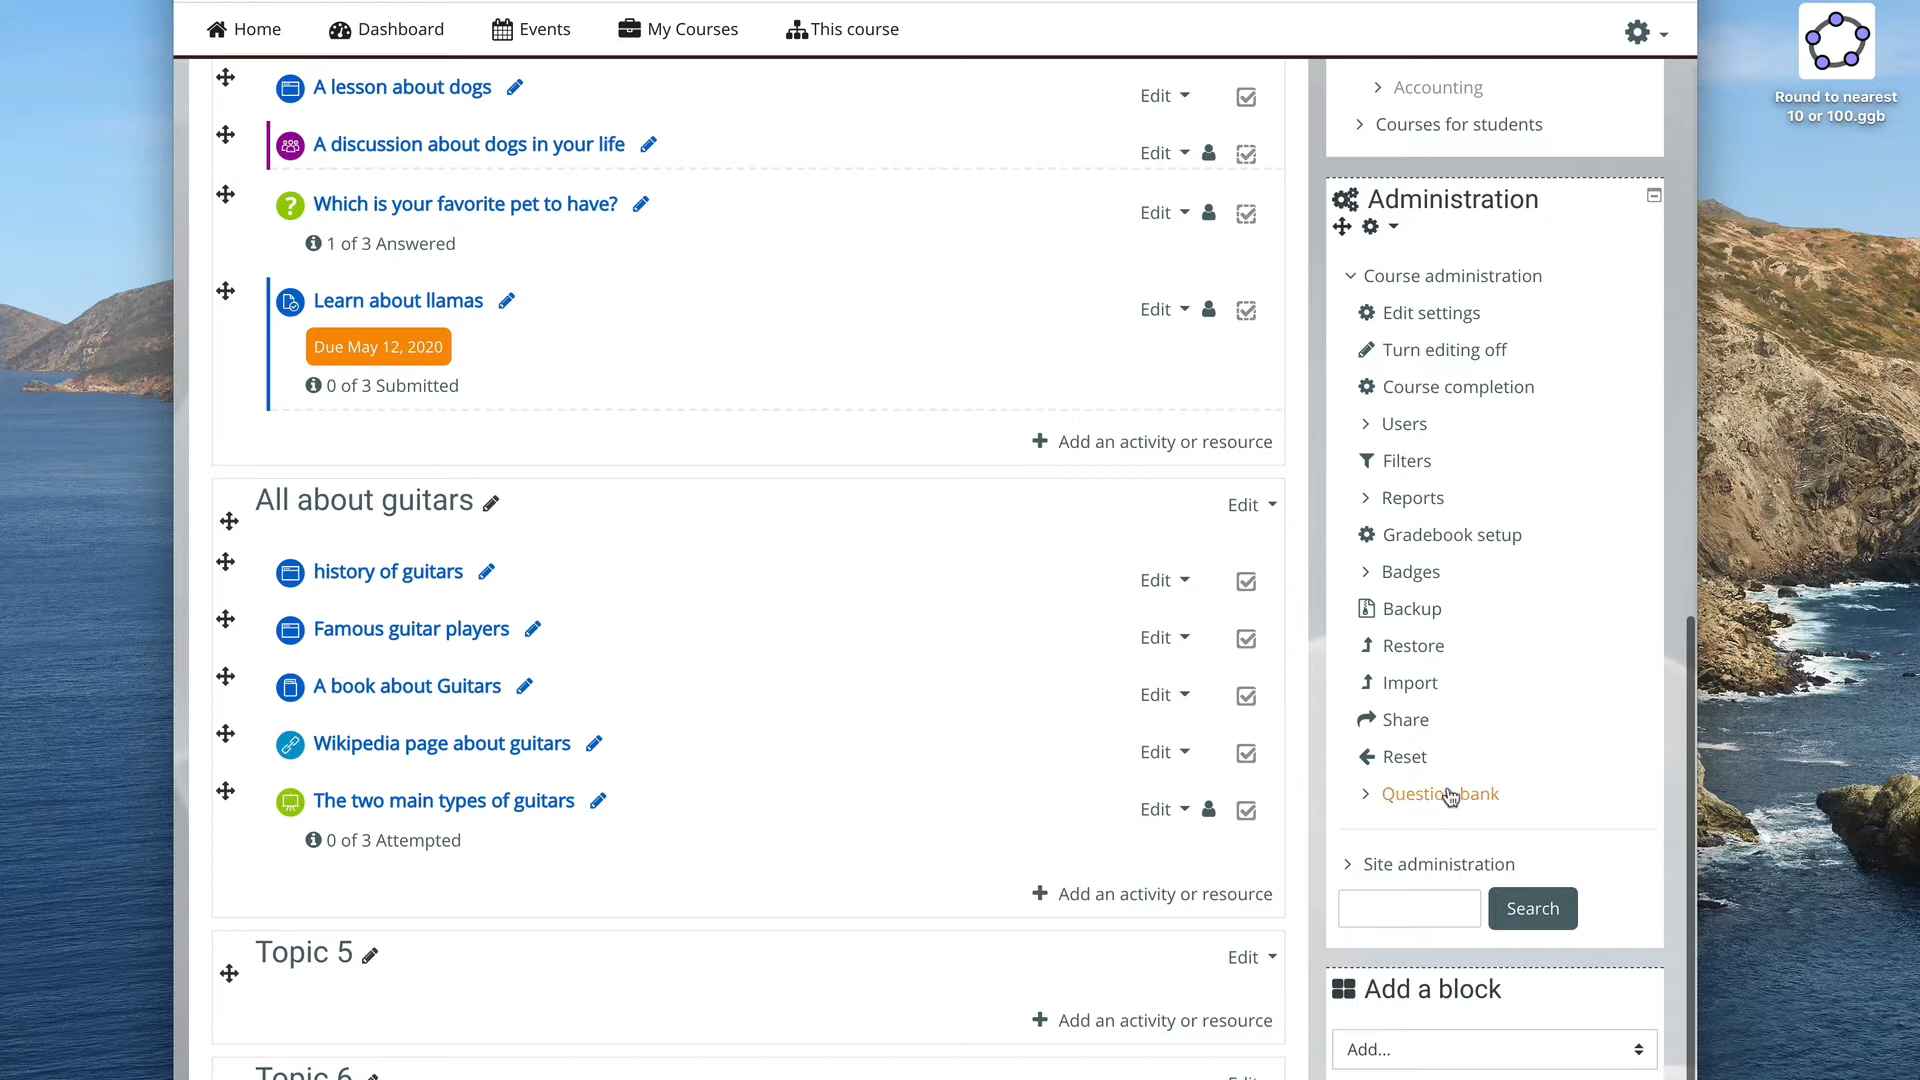 Home
Dashboard
Events
My Courses
This course
Round to nearest
10 or 100.ggb
A lesson about dogs
Edit
A discussion about dogs in your life
Edit
Which is your favorite pet to have?
Edit
1 of 3 Answered
Learn about llamas
Edit
Due May 12, 2020
0 of 3 Submitted
Add an activity or resource
All about guitars
Edit
history of guitars
Edit
Famous guitar players
Edit
A book about Guitars
Edit
Wikipedia page about guitars
Edit
The two main types of guitars
Edit
0 of 3 Attempted
Add an activity or resource
Topic 5
Edit
Add an activity or resource
Topic 6
Edit
Accounting
Courses for students
Administration
Course administration
Edit settings
Turn editing off
Course completion
Users
Filters
Reports
Gradebook setup
Badges
Backup
Restore
Import
Share
Reset
Question bank
Site administration
Search
Add a block
Add...